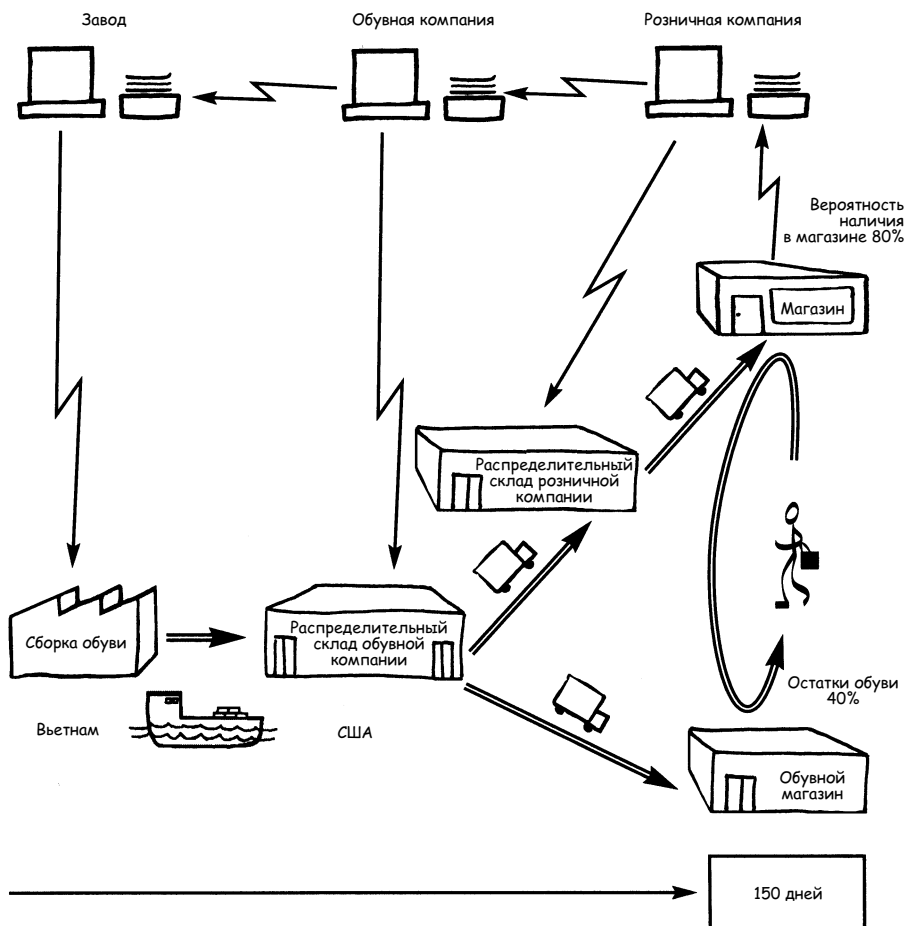 Завод
Обувная компания
Розничная компания
Вероятность
наличия
в магазине 80%
Магазин
Распределительный
склад розничной
компании
Сборка обуви
Распределительный
склад обувной
компании
Остатки обуви
40%
Вьетнам
США
Обувной
магазин
150 дней